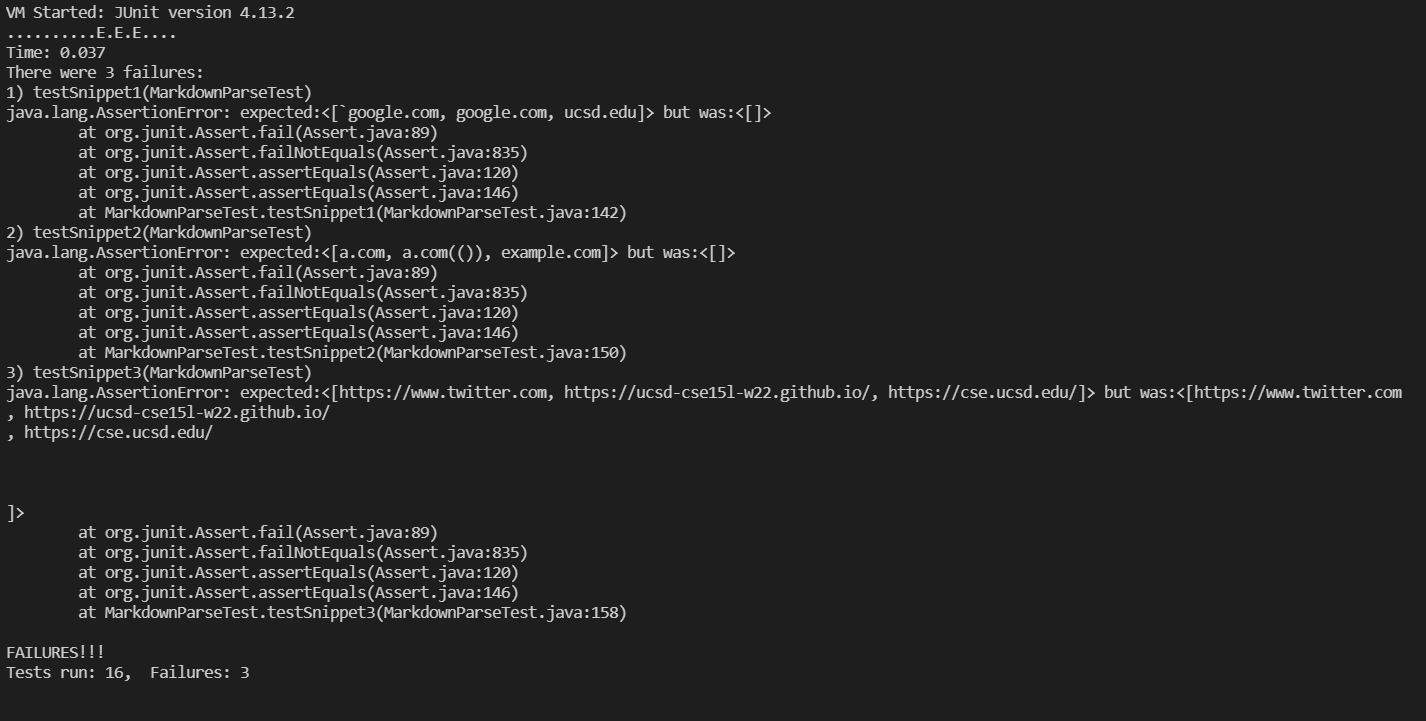 VM Started: JUnit version 4.13.2
..........E.E.E....
Time: 0.037
There were 3 failures:
1) testSnippet1(MarkdownParseTest)
java.lang.AssertionError: expected:<[`google.com, google.com, ucsd.edu]> but was:<[]>
        at org.junit.Assert.fail(Assert.java:89)
        at org.junit.Assert.failNotEquals(Assert.java:835)
        at org.junit.Assert.assertEquals(Assert.java:120)
        at org.junit.Assert.assertEquals(Assert.java:146)
        at MarkdownParseTest.testSnippet1(MarkdownParseTest.java:142)
2) testSnippet2(MarkdownParseTest)
java.lang.AssertionError: expected:<[a.com, a.com(()), example.com]> but was:<[]>
        at org.junit.Assert.fail(Assert.java:89)
        at org.junit.Assert.failNotEquals(Assert.java:835)
        at org.junit.Assert.assertEquals(Assert.java:120)
        at org.junit.Assert.assertEquals(Assert.java:146)
        at MarkdownParseTest.testSnippet2(MarkdownParseTest.java:150)
3) testSnippet3(MarkdownParseTest)
java.lang.AssertionError: expected:<[https://www.twitter.com, https://ucsd-cse15l-w22.github.io/, https://cse.ucsd.edu/]> but was:<[https://www.twitter.com
, https://ucsd-cse15l-w22.github.io/
, https://cse.ucsd.edu/
]>
        at org.junit.Assert.fail(Assert.java:89)
        at org.junit.Assert.failNotEquals(Assert.java:835)
        at org.junit.Assert.assertEquals(Assert.java:120)
        at org.junit.Assert.assertEquals(Assert.java:146)
        at MarkdownParseTest.testSnippet3(MarkdownParseTest.java:158)
FAILURES!!!
Tests run: 16,  Failures: 3